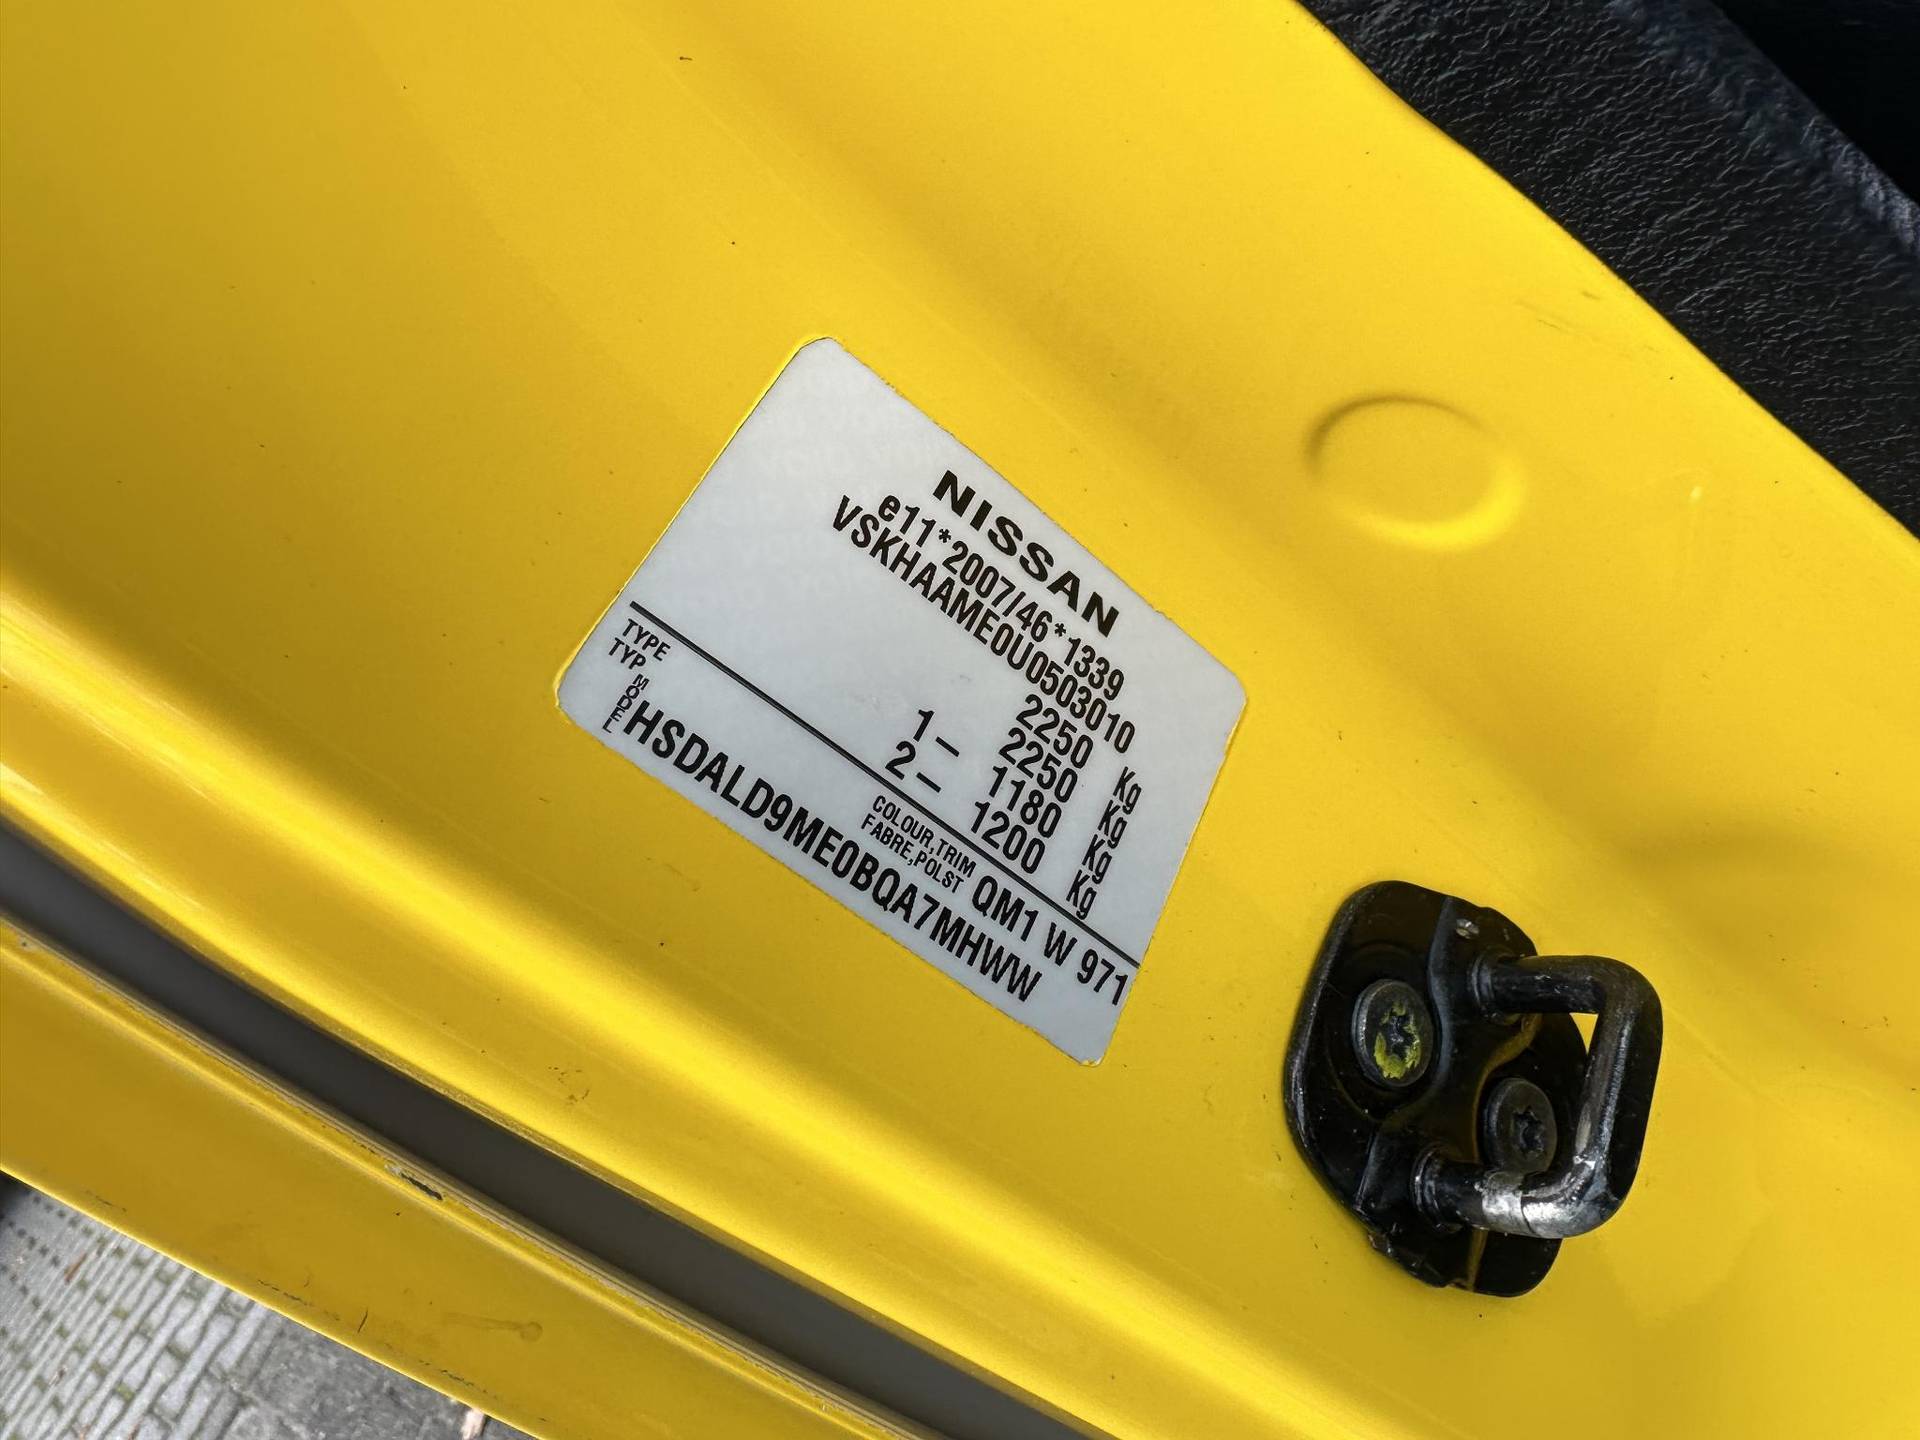 NISSAN
e11*2007/46*1339
VSKHAAME0U0503010
2250 Kg
2250 Kg
1 – 1180 Kg
2 – 1200 Kg
TYPE
TYP
COLOUR,TRIM
FABRE,POLST
QM1 W 971
MODEL
HSDALD9ME0BQA7MHWW